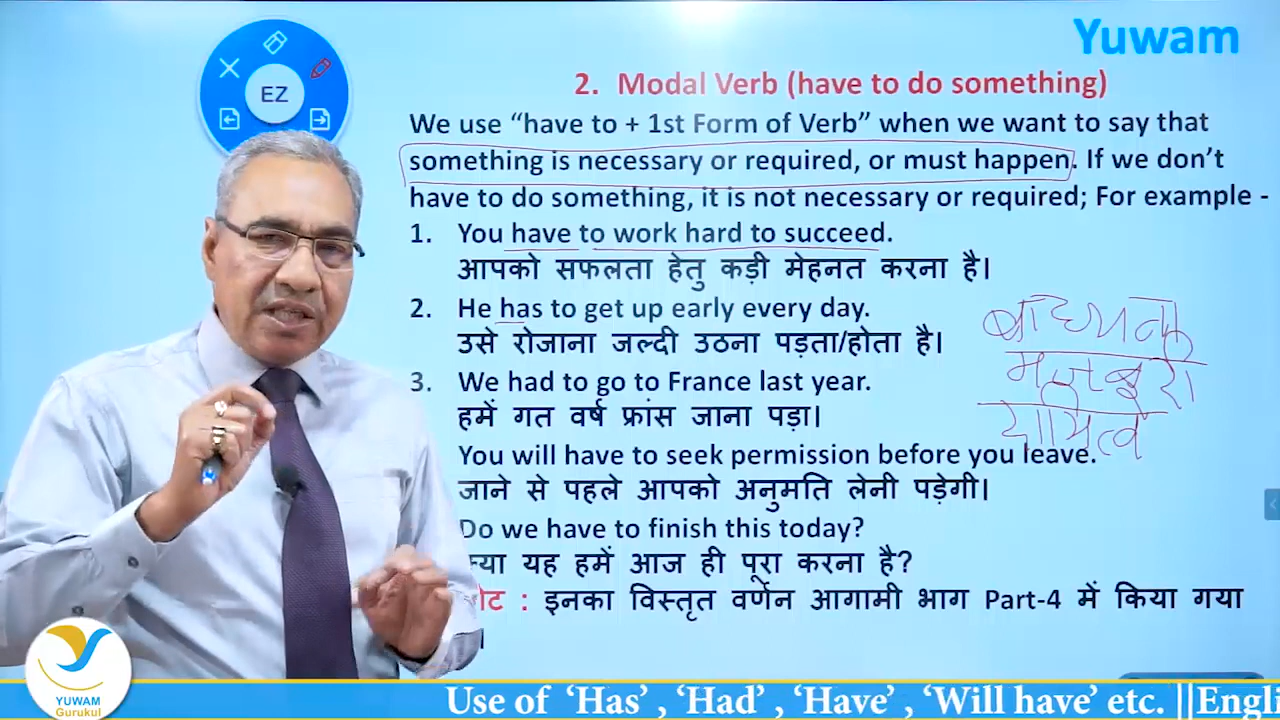 Yuwam
EZ
2. Modal Verb (have to do something)
We use “have to + 1st Form of Verb” when we want to say that
something is necessary or required, or must happen. If we don’t
have to do something, it is not necessary or required; For example -
1. You have to work hard to succeed.
आपको सफलता हेतु कड़ी मेहनत करना है।
2. He has to get up early every day.
उसे रोजाना जल्दी उठना पड़ता/होता है।
बाध्यता
मजबूरी
दायित्व
3. We had to go to France last year.
हमें गत वर्ष फ्रांस जाना पड़ा।
You will have to seek permission before you leave.
जाने से पहले आपको अनुमति लेनी पड़ेगी।
Do we have to finish this today?
क्या यह हमें आज ही पूरा करना है?
: इनका विस्तृत वर्णन आगामी भाग Part-4 में किया गया
YUWAM
Gurukul
Use of ‘Has’ , ‘Had’ , ‘Have’ , ‘Will have’ etc. ||Engli